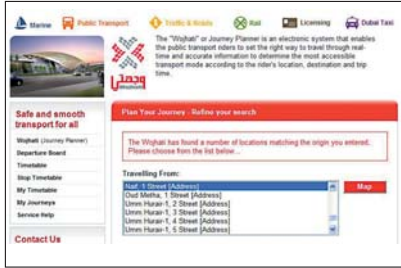 Marine Public Transport Traffic & Roads Rail Licensing Dubai Taxi
The "Wojhati" or Journey Planner is an electronic system that enables
the public transport riders to set the right way to travel through real-
time and accurate information to determine the most accessible
transport mode according to the rider's location, destination and trip
time.
وجهتي
Wojhati
Safe and smooth
transport for all
Wojhati (Journey Planner)
Departure Board
Timetable
Stop Timetable
My Timetable
My Journeys
Service Help
Contact Us
Plan Your Journey - Refine your search
The Wojhati has found a number of locations matching the origin you entered.
Please choose from the list below...
Travelling From:
Naif, 1 Street [Address]
Oud Metha, 1 Street [Address]
Umm Hurair-1, 2 Street [Address]
Umm Hurair-1, 3 Street [Address]
Umm Hurair-1, 4 Street [Address]
Umm Hurair-1, 5 Street [Address]
Map